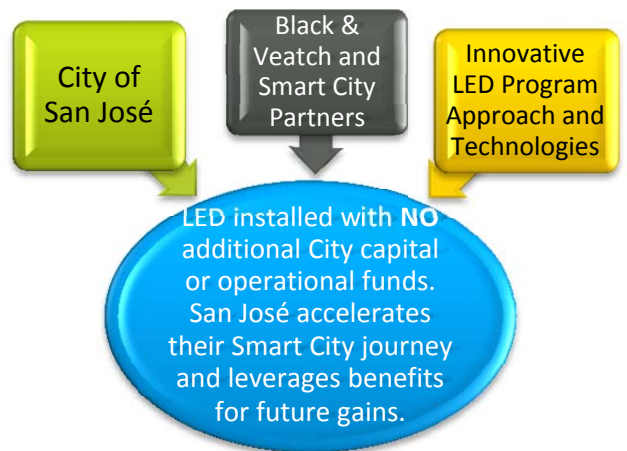 City of
San José
Black &
Veatch and
Smart City
Partners
Innovative
LED Program
Approach and
Technologies
LED installed with NO
additional City capital
or operational funds.
San José accelerates
their Smart City journey
and leverages benefits
for future gains.